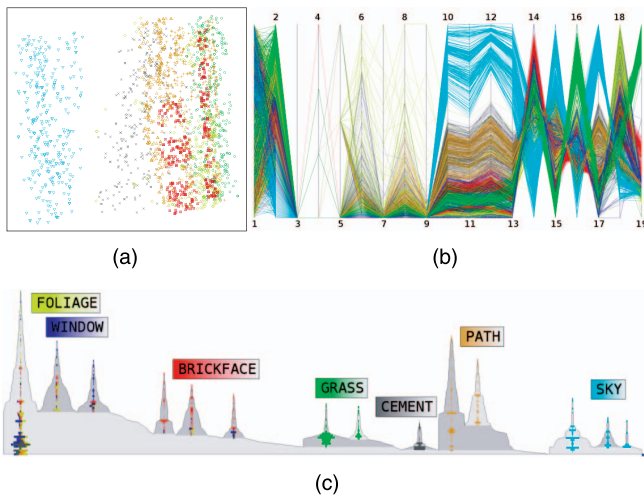 2 4 6 8 10 12 14 16 18
1 3 5 7 9 11 13 15 17 19
(a) (b)
FOLIAGE
WINDOW
BRICKFACE
GRASS
CEMENT
PATH
SKY
(c)